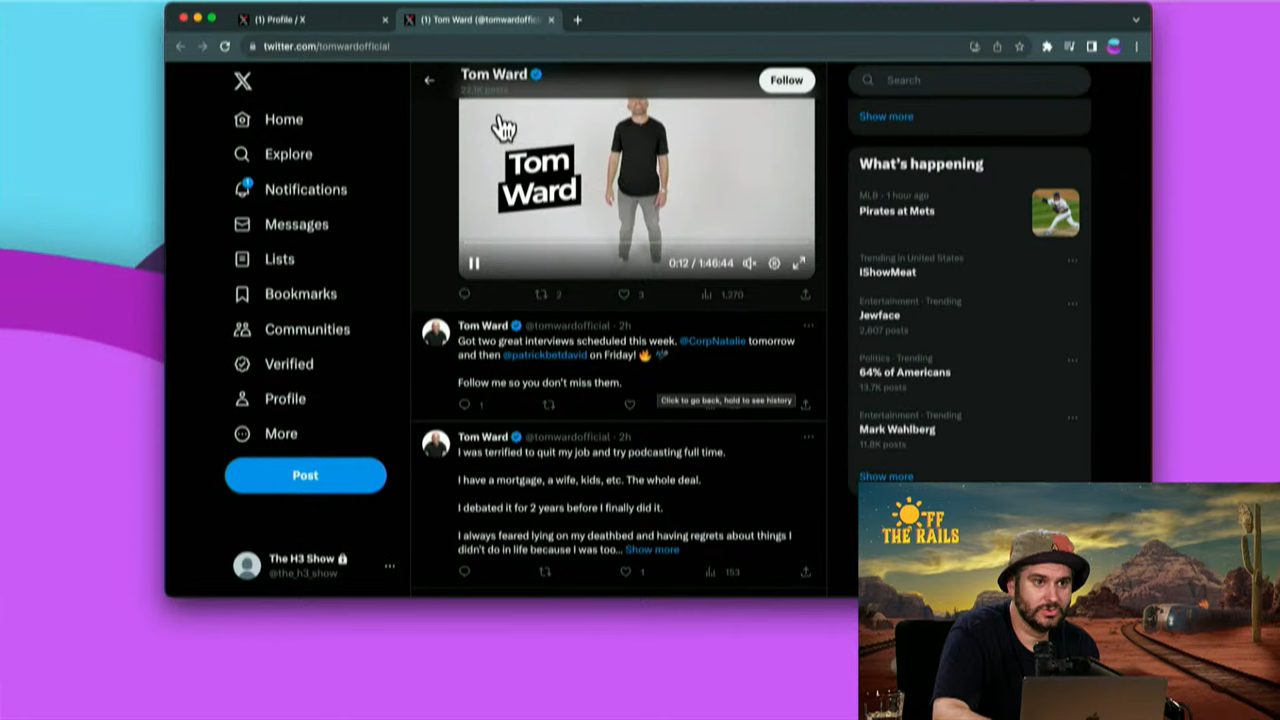 (1) Profile / X
(1) Tom Ward (@tomwardoffici
twitter.com/tomwardofficial
Tom Ward
22.1K posts
Follow
Search
Show more
Home
Explore
Notifications
1
Messages
Lists
Bookmarks
Communities
Verified
Profile
More
Post
The H3 Show
@the_h3_show
Tom
Ward
0:12 / 1:46:44
2
3
1,270
Tom Ward @tomwardofficial · 2h
Got two great interviews scheduled this week. @CorpNatalie tomorrow
and then @patrickbetdavid on Friday! 🔥
Follow me so you don't miss them.
1
Click to go back, hold to see history
Tom Ward @tomwardofficial · 2h
I was terrified to quit my job and try podcasting full time.
I have a mortgage, a wife, kids, etc. The whole deal.
I debated it for 2 years before I finally did it.
I always feared lying on my deathbed and having regrets about things I
didn't do in life because I was too... Show more
1
153
What's happening
MLB · 1 hour ago
Pirates at Mets
Trending in United States
IShowMeat
Entertainment · Trending
Jewface
2,607 posts
Politics · Trending
64% of Americans
13.7K posts
Entertainment · Trending
Mark Wahlberg
11.8K posts
Show more
OFF
THE RAILS